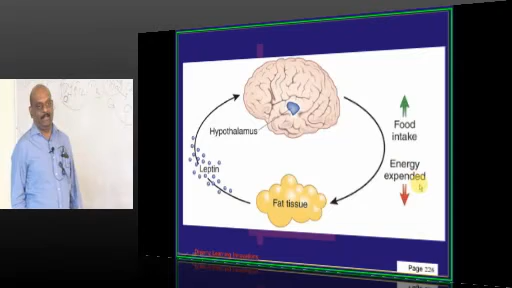 Hypothalamus
Leptin
Fat tissue
Food
intake
Energy
expended
Page 226